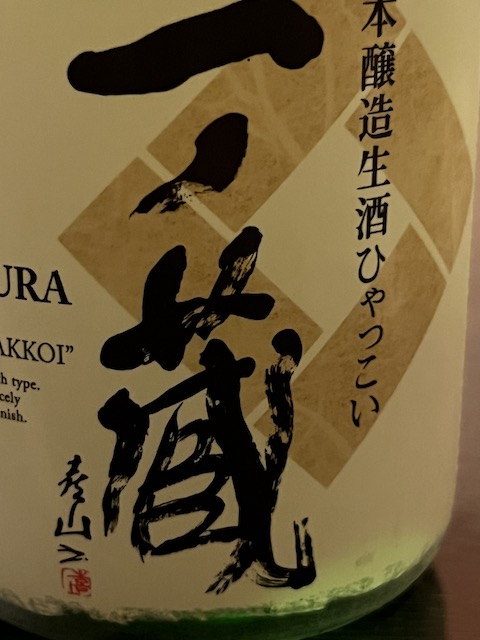 本醸造生酒ひやっこい
一ノ蔵
URA
AKKOI”
h type.
cely
nish.